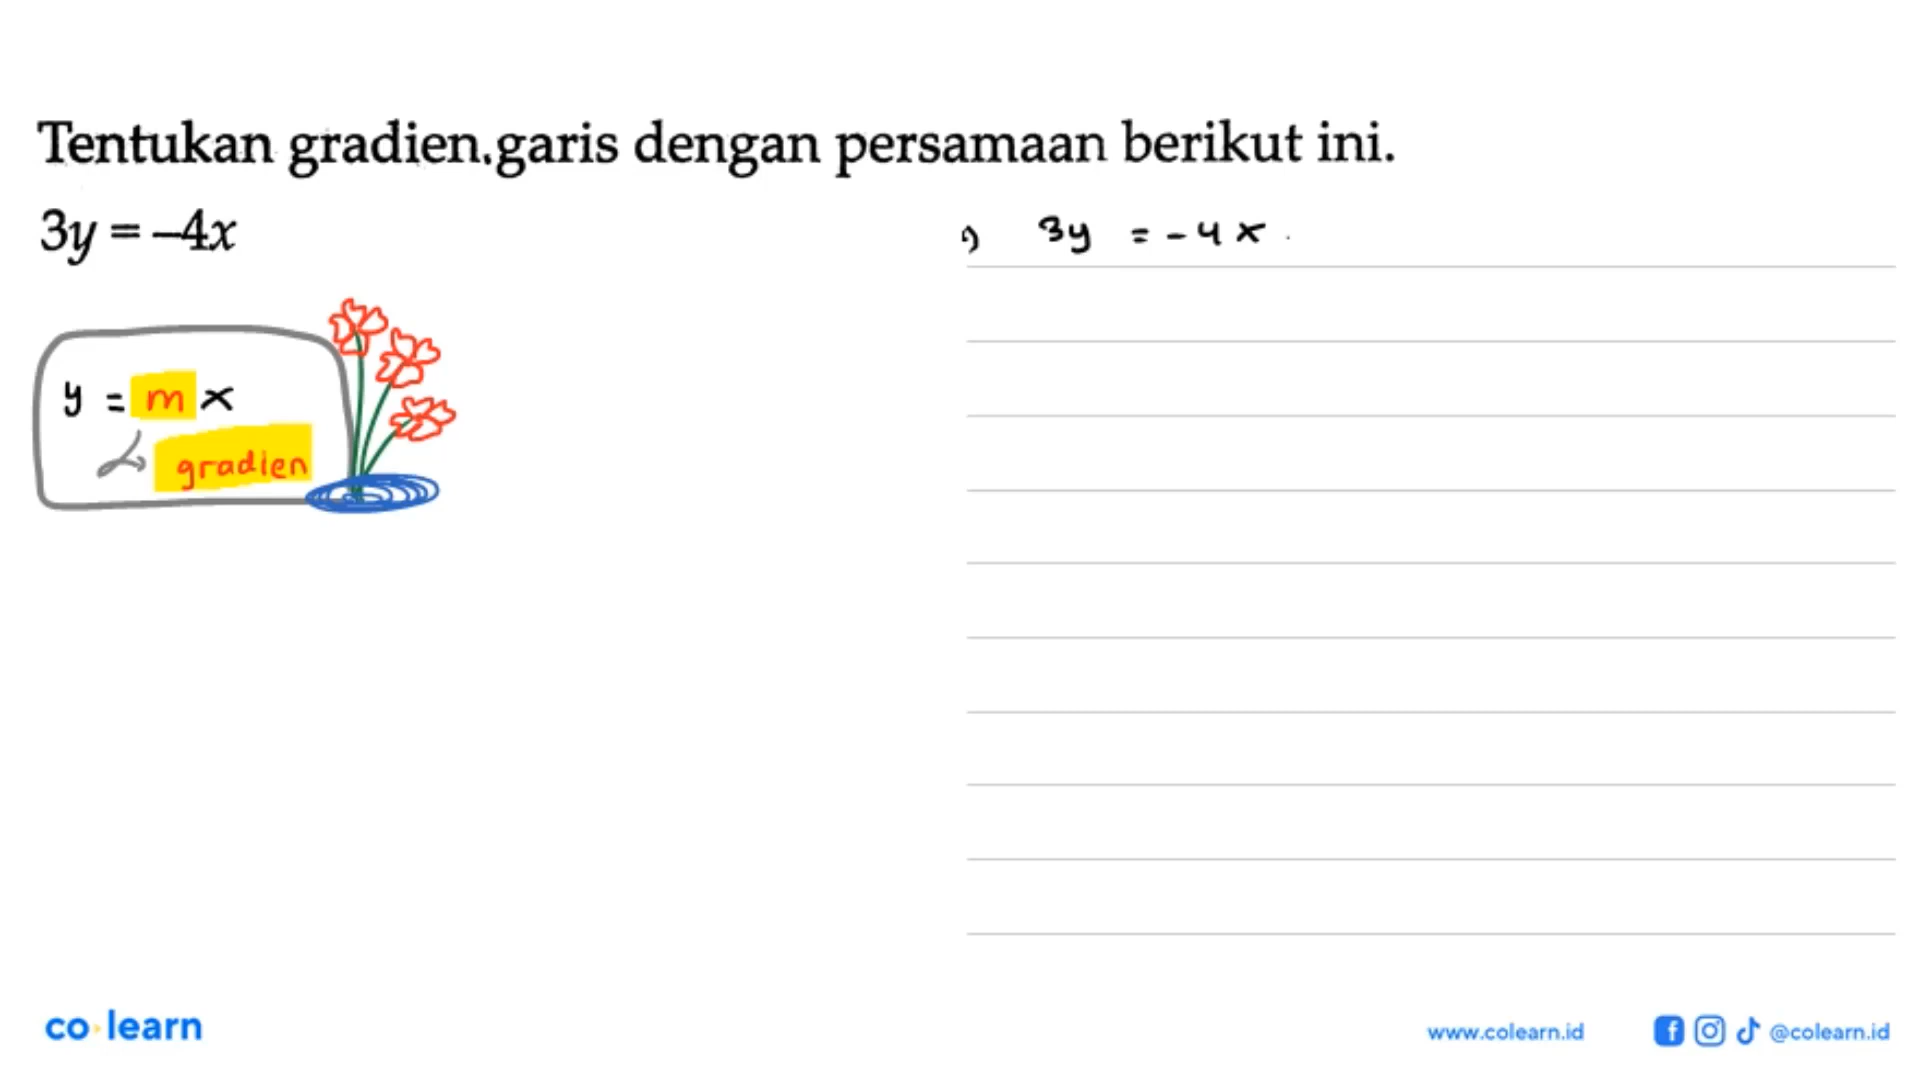 Tentukan gradien.garis dengan persamaan berikut ini.
3y = –4x
3y = -4x
y = mx
gradien
co learn
www.colearn.id @colearn.id